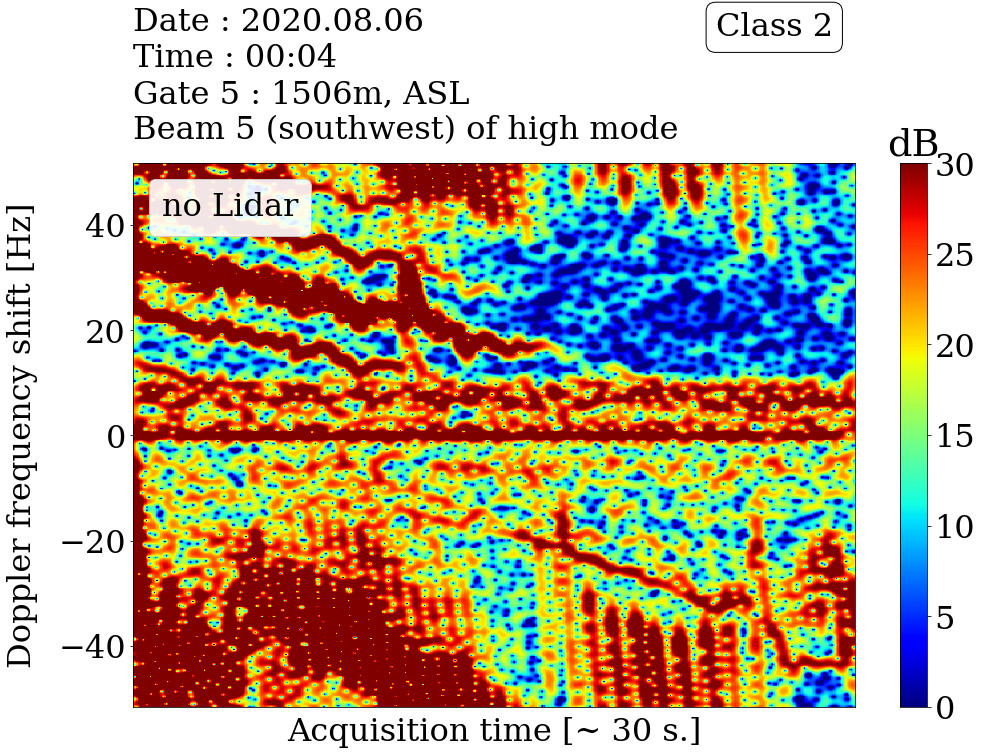 Date : 2020.08.06
Time : 00:04
Gate 5 : 1506m, ASL
Beam 5 (southwest) of high mode
Class 2
dB
no Lidar
Doppler frequency shift [Hz]
40
20
0
−20
−40
30
25
20
15
10
5
0
Acquisition time [~ 30 s.]